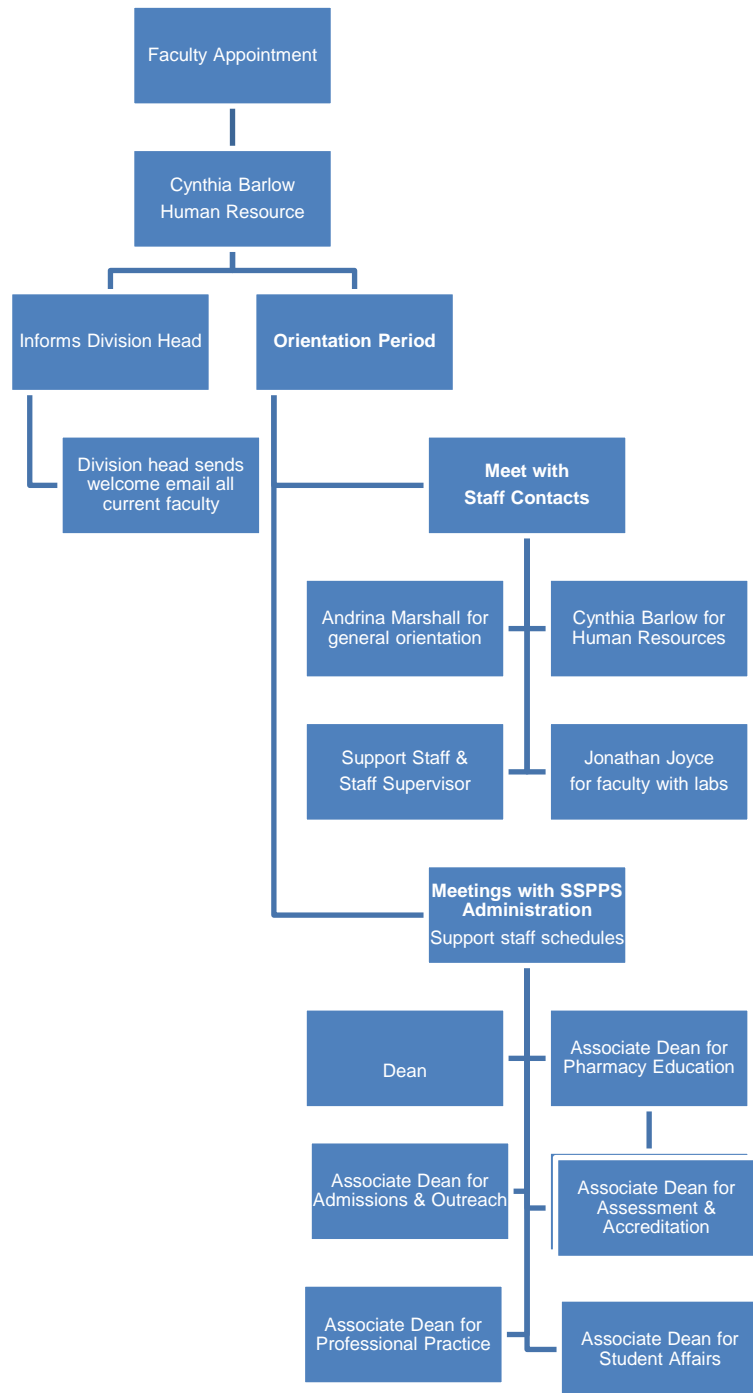 Faculty Appointment
Cynthia Barlow
Human Resource
Informs Division Head
Orientation Period
Division head sends
welcome email all
current faculty
Meet with
Staff Contacts
Andrina Marshall for
general orientation
Cynthia Barlow for
Human Resources
Support Staff &
Staff Supervisor
Jonathan Joyce
for faculty with labs
Meetings with SSPPS
Administration
Support staff schedules
Dean
Associate Dean for
Pharmacy Education
Associate Dean for
Admissions & Outreach
Associate Dean for
Assessment &
Accreditation
Associate Dean for
Professional Practice
Associate Dean for
Student Affairs